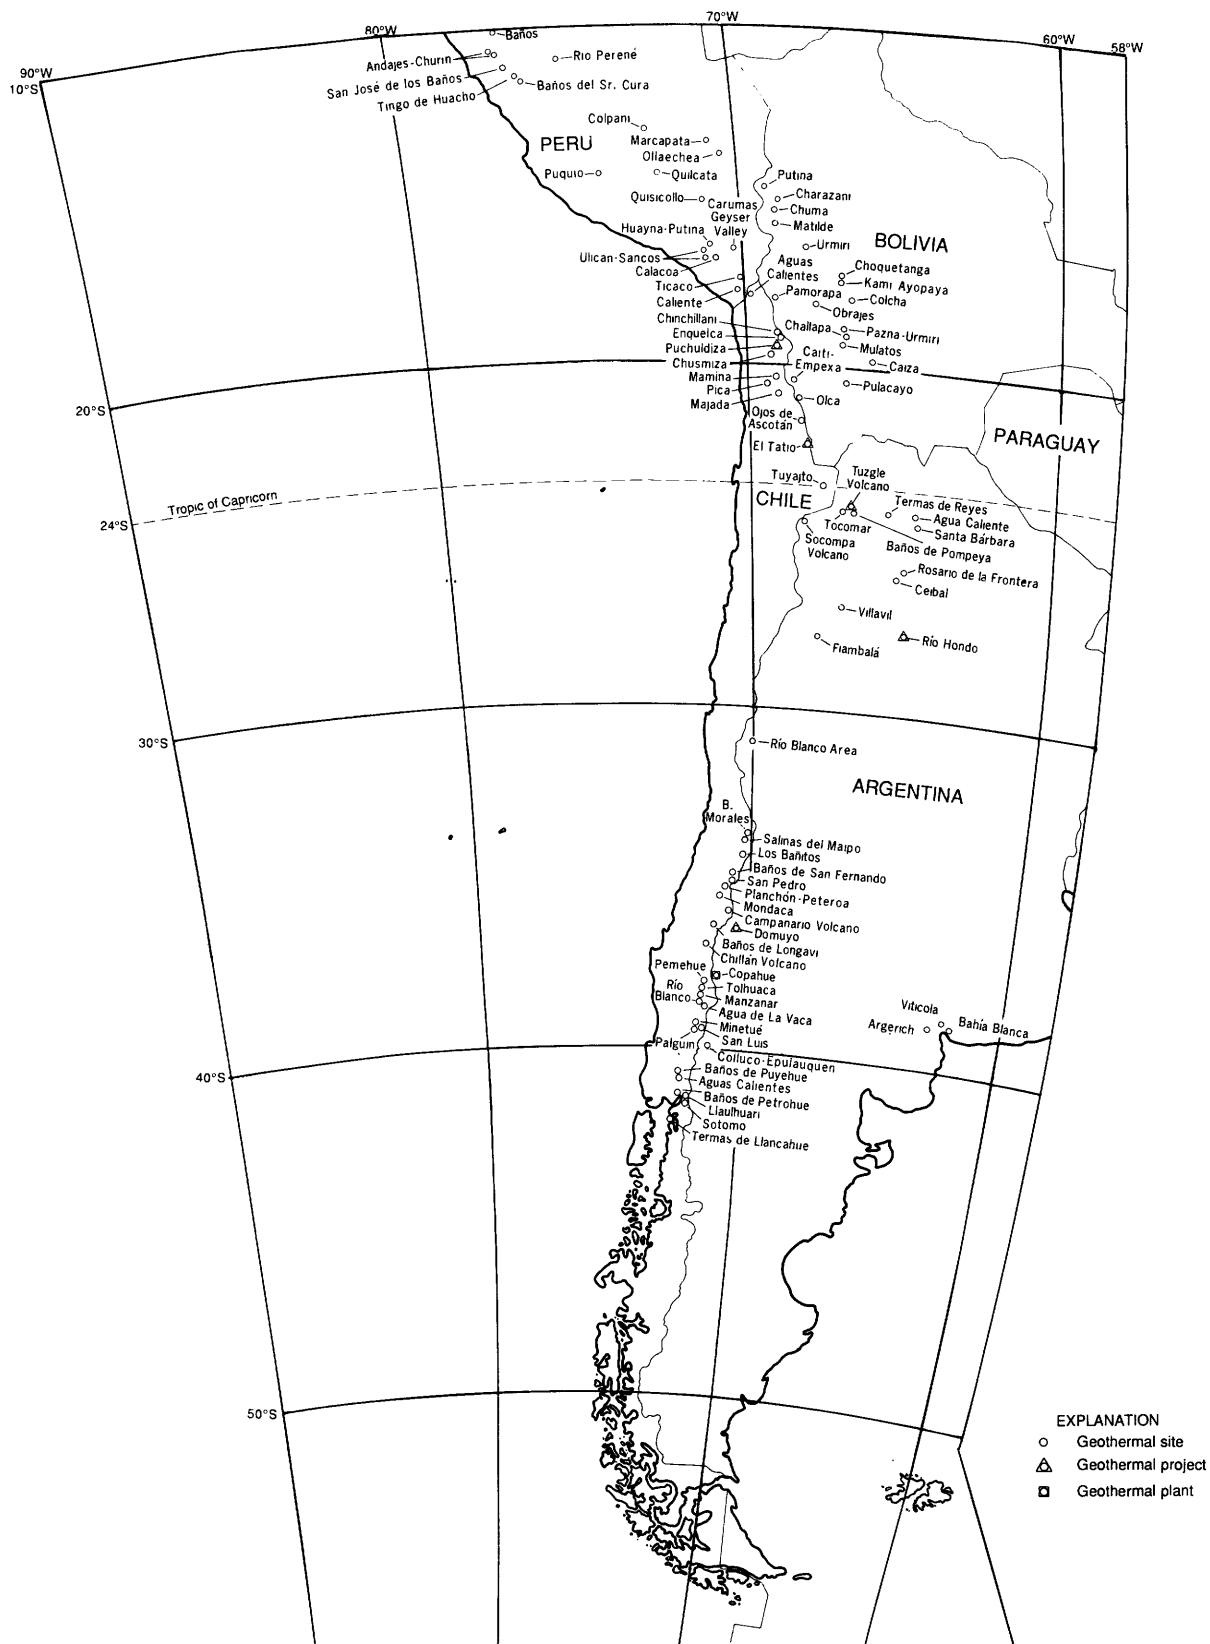 70°W
80°W
60°W
58°W
90°W
10°S
Baños
Andajes-Churín
Río Perené
San José de los Baños
Tingo de Huacho
Baños del Sr. Cura
Colpani
PERU
Marcapata
Ollaechea
Puquio
Quilcata
Putina
Quisicollo
Carumas
Geyser
Valley
Charazani
Chuma
Matilde
Huayna-Putina
Urmiri
BOLIVIA
Ulican-Sancos
Calacoa
Aguas
Calientes
Choquetanga
Kami Ayopaya
Ticaco
Caliente
Pamorapa
Colcha
Obrajes
Chinchillani
Challapa
Pazna-Urmiri
Enquelca
Puchuldiza
Mulatos
Chusmiza
Caiti-
Empexa
Caiza
Mamina
Pica
Pulacayo
Majada
Olca
20°S
Ojos de
Ascotán
El Tatio
PARAGUAY
Tuyajto
Tuzgle
Volcano
Tropic of Capricorn
CHILE
Termas de Reyes
24°S
Agua Caliente
Tocomar
Santa Bárbara
Socompa
Volcano
Baños de Pompeya
Rosario de la Frontera
Ceibal
Villavil
Río Hondo
Fiambalá
30°S
Río Blanco Area
ARGENTINA
B.
Morales
Salinas del Maipo
Los Bañitos
Baños de San Fernando
San Pedro
Planchón-Peteroa
Mondaca
Campanario Volcano
Domuyo
Baños de Longaví
Chillán Volcano
Pemehue
Copahue
Río
Blanco
Tolhuaca
Manzanar
Agua de La Vaca
Minetué
Palguin
San Luis
Viticola
Argerich
Bahía Blanca
Colluco-Epulauquen
40°S
Baños de Puyehue
Aguas Calientes
Baños de Petrohue
Llaulhuari
Sotomo
Termas de Llancahue
50°S
EXPLANATION
Geothermal site
Geothermal project
Geothermal plant